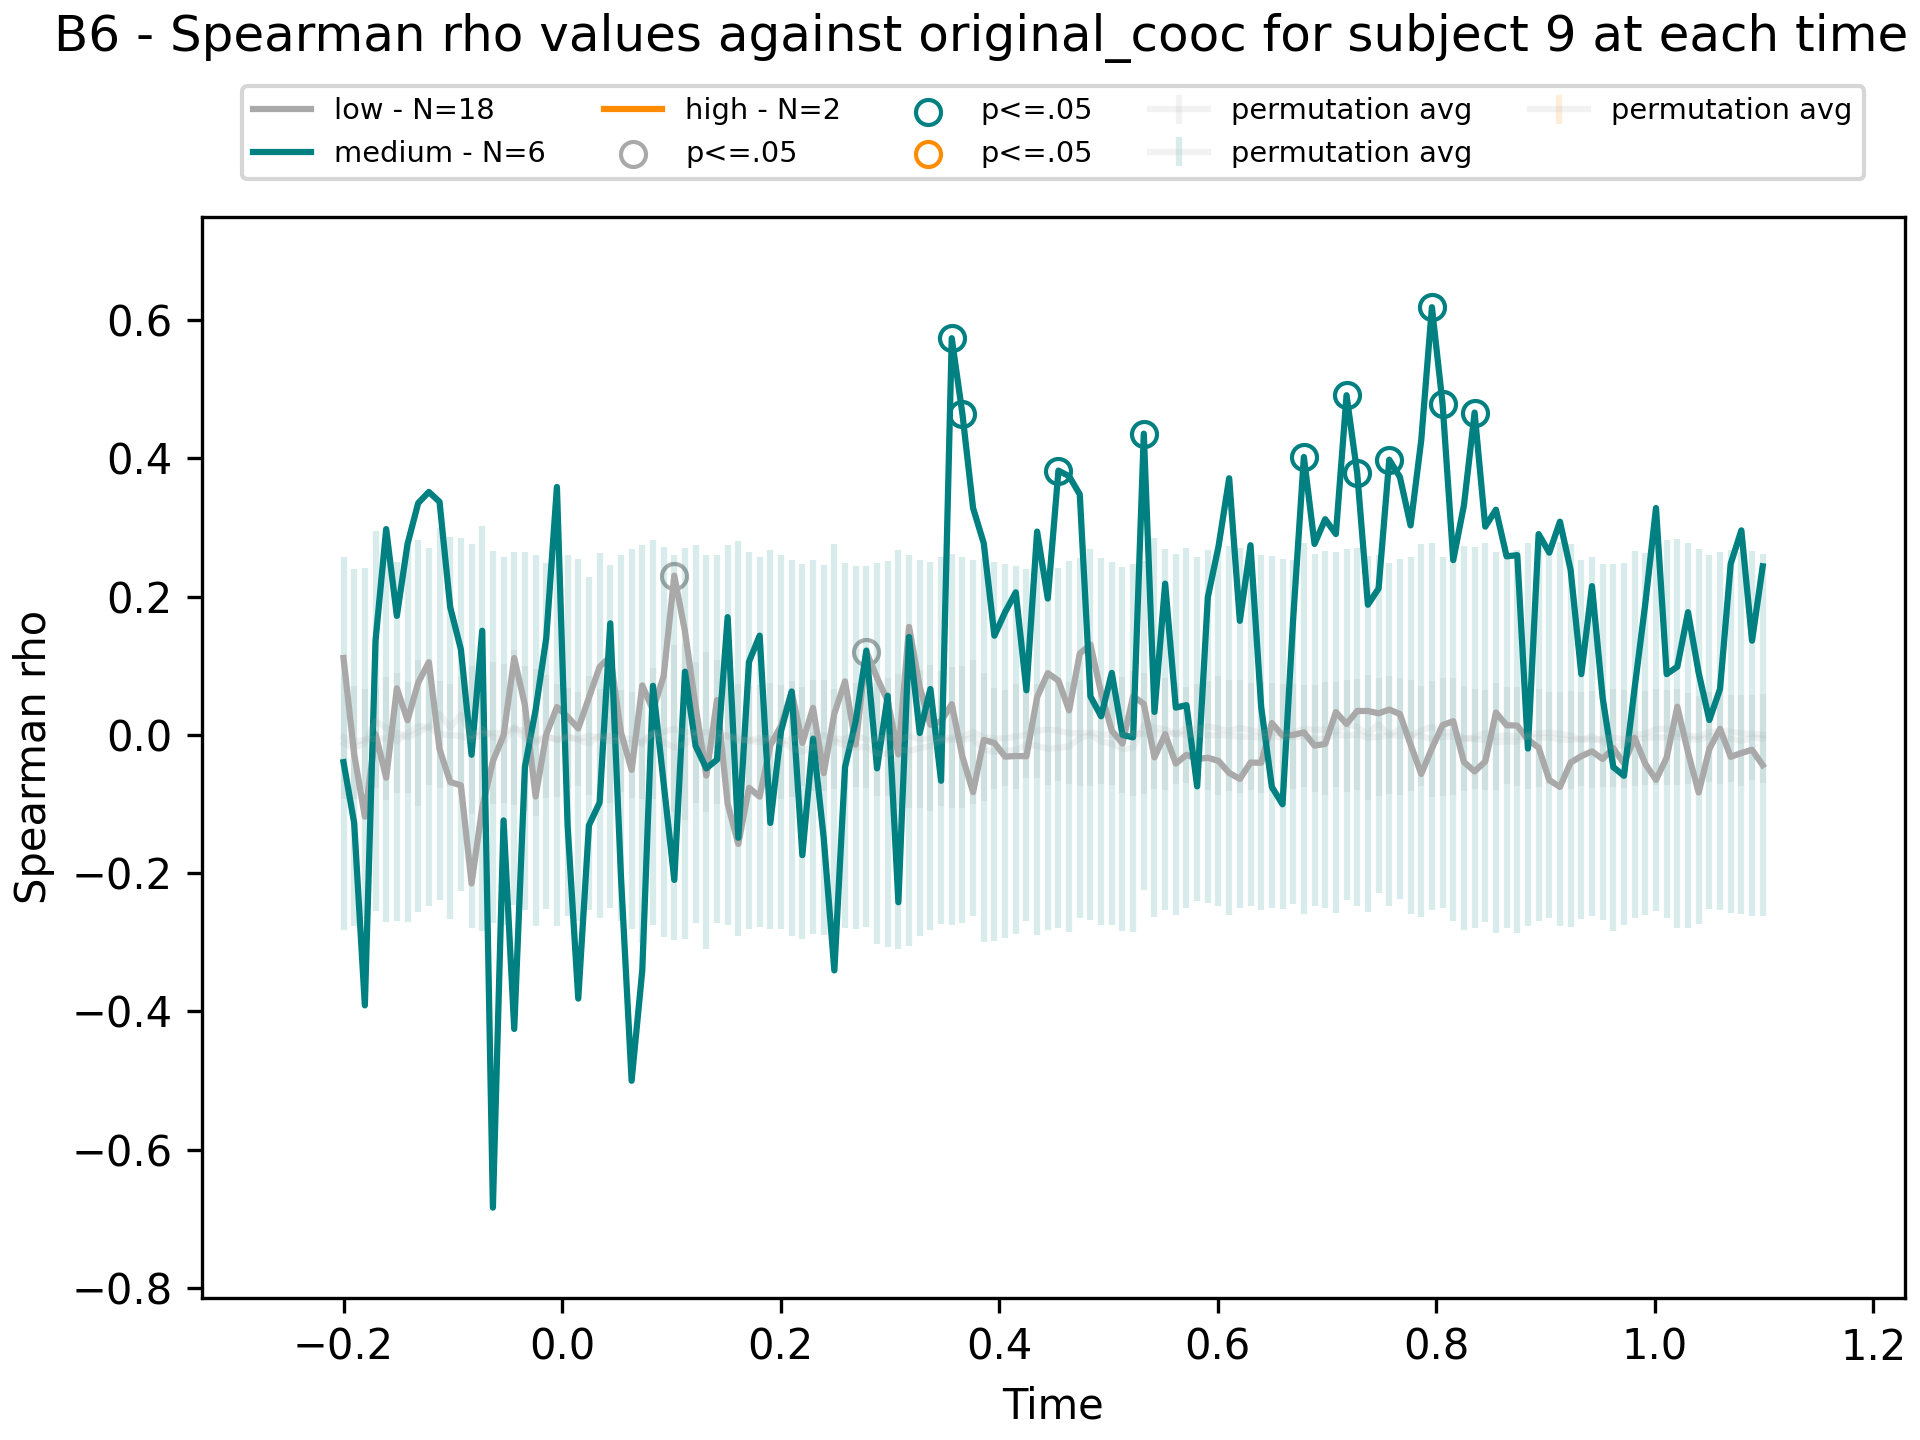 B6 - Spearman rho values against original_cooc for subject 9 at each time
low - N=18
medium - N=6
high - N=2
p<=.05
p<=.05
p<=.05
permutation avg
permutation avg
permutation avg
Spearman rho
0.6
0.4
0.2
0.0
−0.2
−0.4
−0.6
−0.8
−0.2
0.0
0.2
0.4
0.6
0.8
1.0
1.2
Time